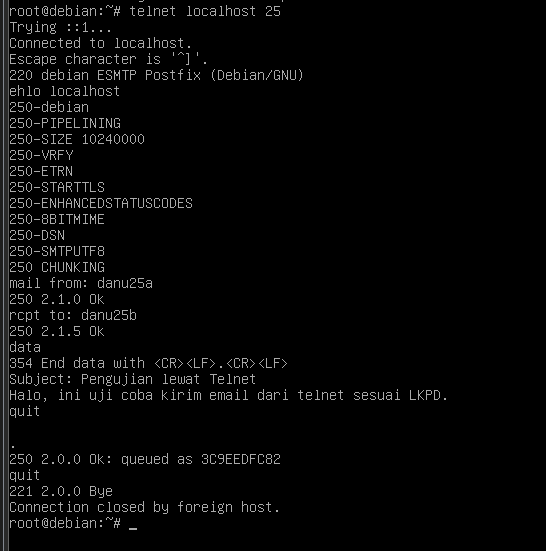 root@debian:~# telnet localhost 25
Trying ::1...
Connected to localhost.
Escape character is '^]'.
220 debian ESMTP Postfix (Debian/GNU)
ehlo localhost
250-debian
250-PIPELINING
250-SIZE 10240000
250-VRFY
250-ETRN
250-STARTTLS
250-ENHANCEDSTATUSCODES
250-8BITMIME
250-DSN
250-SMTPUTF8
250 CHUNKING
mail from: danu25a
250 2.1.0 Ok
rcpt to: danu25b
250 2.1.5 Ok
data
354 End data with <CR><LF>.<CR><LF>
Subject: Pengujian lewat Telnet
Halo, ini uji coba kirim email dari telnet sesuai LKPD.
quit

.
250 2.0.0 Ok: queued as 3C9EEDFC82
quit
221 2.0.0 Bye
Connection closed by foreign host.
root@debian:~# _